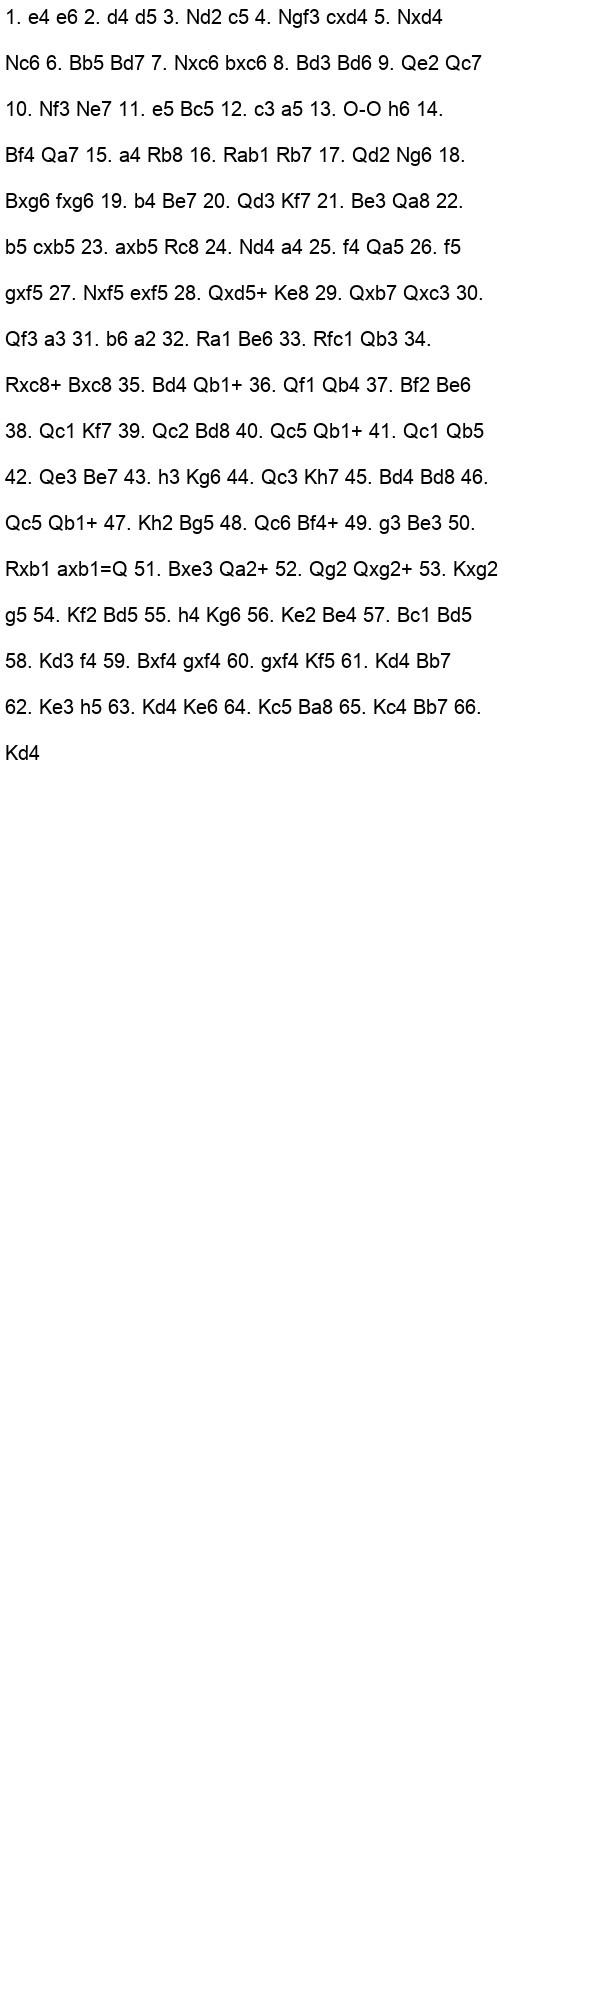 1. e4 e6 2. d4 d5 3. Nd2 c5 4. Ngf3 cxd4 5. Nxd4
Nc6 6. Bb5 Bd7 7. Nxc6 bxc6 8. Bd3 Bd6 9. Qe2 Qc7
10. Nf3 Ne7 11. e5 Bc5 12. c3 a5 13. O-O h6 14.
Bf4 Qa7 15. a4 Rb8 16. Rab1 Rb7 17. Qd2 Ng6 18.
Bxg6 fxg6 19. b4 Be7 20. Qd3 Kf7 21. Be3 Qa8 22.
b5 cxb5 23. axb5 Rc8 24. Nd4 a4 25. f4 Qa5 26. f5
gxf5 27. Nxf5 exf5 28. Qxd5+ Ke8 29. Qxb7 Qxc3 30.
Qf3 a3 31. b6 a2 32. Ra1 Be6 33. Rfc1 Qb3 34.
Rxc8+ Bxc8 35. Bd4 Qb1+ 36. Qf1 Qb4 37. Bf2 Be6
38. Qc1 Kf7 39. Qc2 Bd8 40. Qc5 Qb1+ 41. Qc1 Qb5
42. Qe3 Be7 43. h3 Kg6 44. Qc3 Kh7 45. Bd4 Bd8 46.
Qc5 Qb1+ 47. Kh2 Bg5 48. Qc6 Bf4+ 49. g3 Be3 50.
Rxb1 axb1=Q 51. Bxe3 Qa2+ 52. Qg2 Qxg2+ 53. Kxg2
g5 54. Kf2 Bd5 55. h4 Kg6 56. Ke2 Be4 57. Bc1 Bd5
58. Kd3 f4 59. Bxf4 gxf4 60. gxf4 Kf5 61. Kd4 Bb7
62. Ke3 h5 63. Kd4 Ke6 64. Kc5 Ba8 65. Kc4 Bb7 66.
Kd4